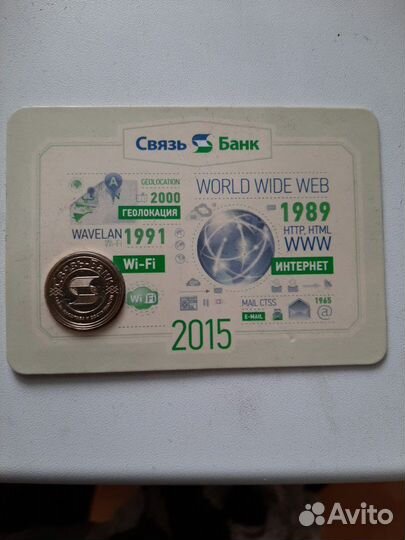 Связь Банк
GEOLOCATION
2000
ГЕОЛОКАЦИЯ
WORLD WIDE WEB
WAVELAN 1991
Wi-Fi
Wi-Fi
1989
HTTP, HTML
WWW
ИНТЕРНЕТ
WiFi
MAIL CTSS 1965
E-MAIL @
2015
Avito